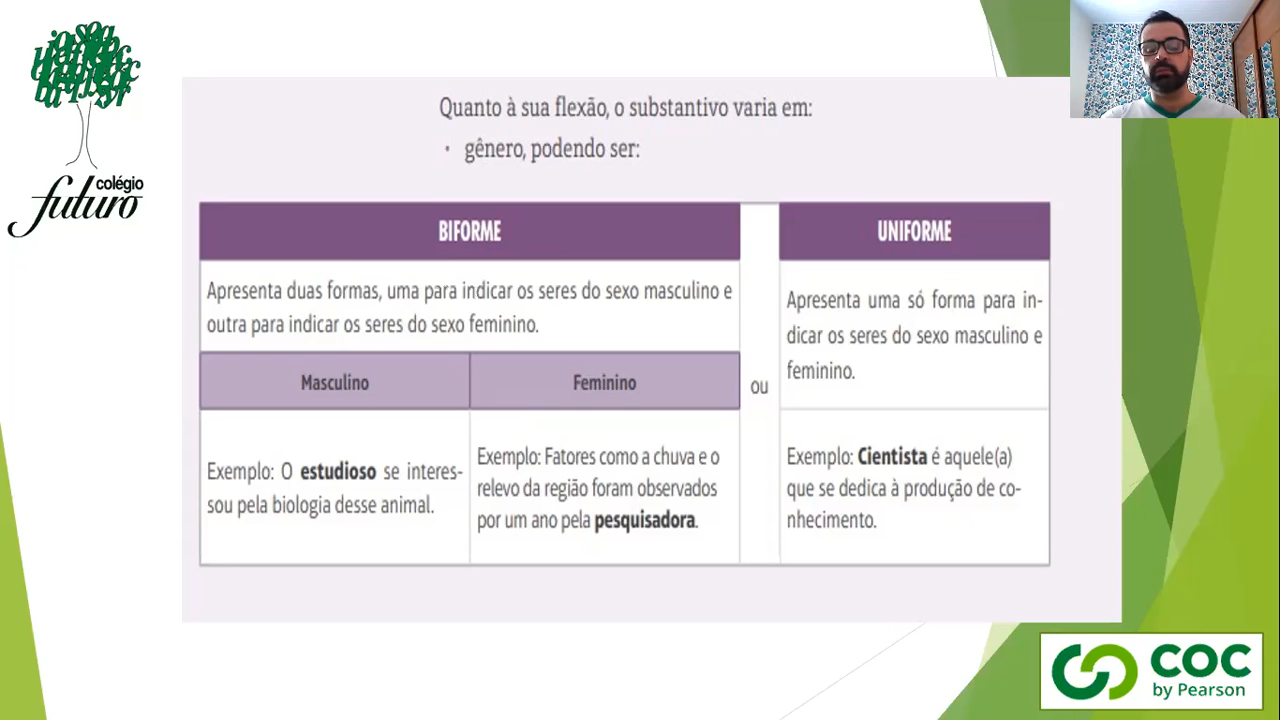 colégio
futuro
Quanto à sua flexão, o substantivo varia em:
• gênero, podendo ser:
BIFORME
Apresenta duas formas, uma para indicar os seres do sexo masculino e
outra para indicar os seres do sexo feminino.
Masculino
Feminino
Exemplo: O estudioso se interes-
sou pela biologia desse animal.
Exemplo: Fatores como a chuva e o
relevo da região foram observados
por um ano pela pesquisadora.
ou
UNIFORME
Apresenta uma só forma para in-
dicar os seres do sexo masculino e
feminino.
Exemplo: Cientista é aquele(a)
que se dedica à produção de co-
nhecimento.
COC
by Pearson